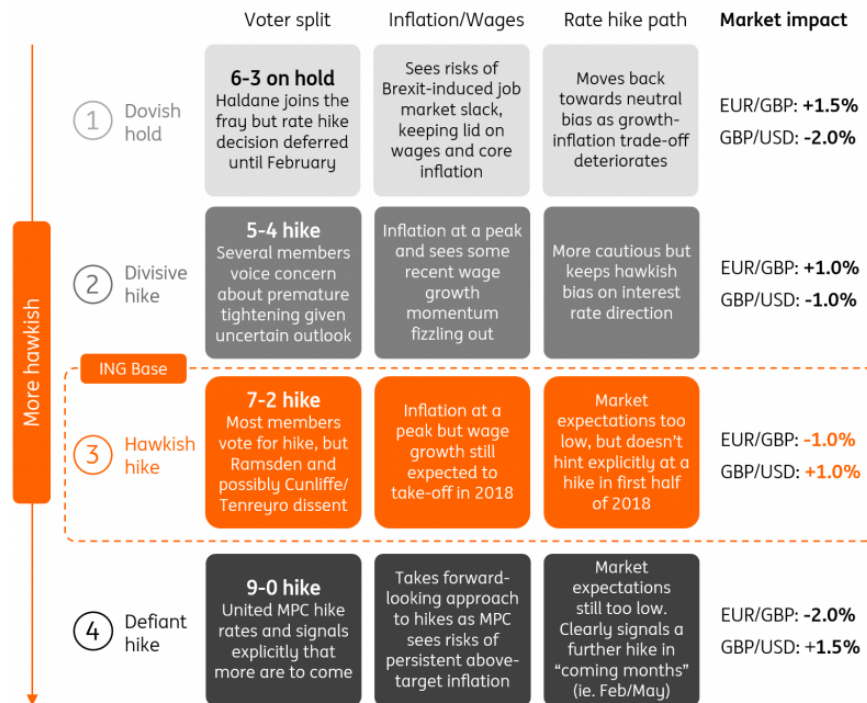 Voter split
Inflation/Wages
Rate hike path
Market impact
More hawkish
1
Dovish
hold
6-3 on hold
Haldane joins the
fray but rate hike
decision deferred
until February
Sees risks of
Brexit-induced job
market slack,
keeping lid on
wages and core
inflation
Moves back
towards neutral
bias as growth-
inflation trade-off
deteriorates
EUR/GBP: +1.5%
GBP/USD: -2.0%
2
Divisive
hike
5-4 hike
Several members
voice concern
about premature
tightening given
uncertain outlook
Inflation at a peak
and sees some
recent wage
growth
momentum
fizzling out
More cautious but
keeps hawkish
bias on interest
rate direction
EUR/GBP: +1.0%
GBP/USD: -1.0%
ING Base
3
Hawkish
hike
7-2 hike
Most members
vote for hike, but
Ramsden and
possibly Cunliffe/
Tenreyro dissent
Inflation at a
peak but wage
growth still
expected to
take-off in 2018
Market
expectations too
low, but doesn't
hint explicitly at a
hike in first half
of 2018
EUR/GBP: -1.0%
GBP/USD: +1.0%
4
Defiant
hike
9-0 hike
United MPC hike
rates and signals
explicitly that
more are to come
Takes forward-
looking approach
to hikes as MPC
sees risks of
persistent above-
target inflation
Market
expectations
still too low.
Clearly signals a
further hike in
“coming months”
(ie. Feb/May)
EUR/GBP: -2.0%
GBP/USD: +1.5%